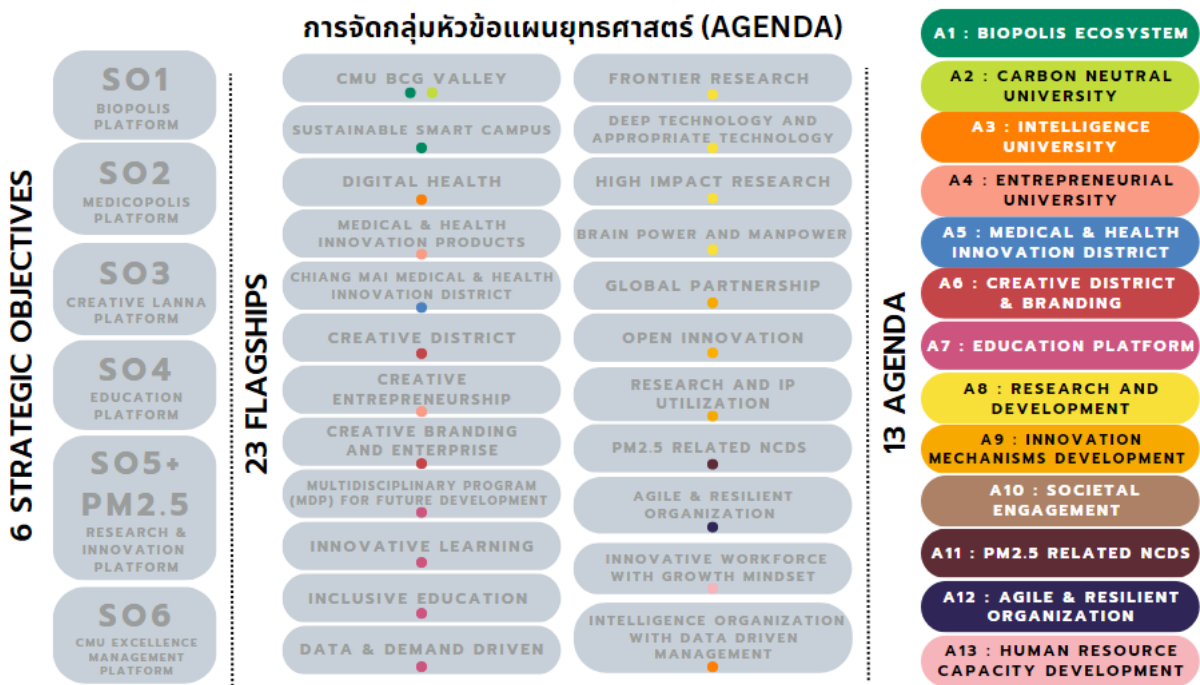 การจัดกลุ่มหัวข้อแผนยุทธศาสตร์ (AGENDA)
6 STRATEGIC OBJECTIVES
SO1
BIOPOLIS
PLATFORM
SO2
MEDICOPOLIS
PLATFORM
SO3
CREATIVE LANNA
PLATFORM
SO4
EDUCATION
PLATFORM
SO5+
PM2.5
RESEARCH &
INNOVATION
PLATFORM
SO6
CMU EXCELLENCE
MANAGEMENT
PLATFORM
23 FLAGSHIPS
CMU BCG VALLEY
SUSTAINABLE SMART CAMPUS
DIGITAL HEALTH
MEDICAL & HEALTH
INNOVATION PRODUCTS
CHIANG MAI MEDICAL & HEALTH
INNOVATION DISTRICT
CREATIVE DISTRICT
CREATIVE
ENTREPRENEURSHIP
CREATIVE BRANDING
AND ENTERPRISE
MULTIDISCIPLINARY PROGRAM
(MDP) FOR FUTURE DEVELOPMENT
INNOVATIVE LEARNING
INCLUSIVE EDUCATION
DATA & DEMAND DRIVEN
FRONTIER RESEARCH
DEEP TECHNOLOGY AND
APPROPRIATE TECHNOLOGY
HIGH IMPACT RESEARCH
BRAIN POWER AND MANPOWER
GLOBAL PARTNERSHIP
OPEN INNOVATION
RESEARCH AND IP
UTILIZATION
PM2.5 RELATED NCDS
AGILE & RESILIENT
ORGANIZATION
INNOVATIVE WORKFORCE
WITH GROWTH MINDSET
INTELLIGENCE ORGANIZATION
WITH DATA DRIVEN
MANAGEMENT
13 AGENDA
A1 : BIOPOLIS ECOSYSTEM
A2 : CARBON NEUTRAL
UNIVERSITY
A3 : INTELLIGENCE
UNIVERSITY
A4 : ENTREPRENEURIAL
UNIVERSITY
A5 : MEDICAL & HEALTH
INNOVATION DISTRICT
A6 : CREATIVE DISTRICT
& BRANDING
A7 : EDUCATION PLATFORM
A8 : RESEARCH AND
DEVELOPMENT
A9 : INNOVATION
MECHANISMS DEVELOPMENT
A10 : SOCIETAL
ENGAGEMENT
A11 : PM2.5 RELATED NCDS
A12 : AGILE & RESILIENT
ORGANIZATION
A13 : HUMAN RESOURCE
CAPACITY DEVELOPMENT